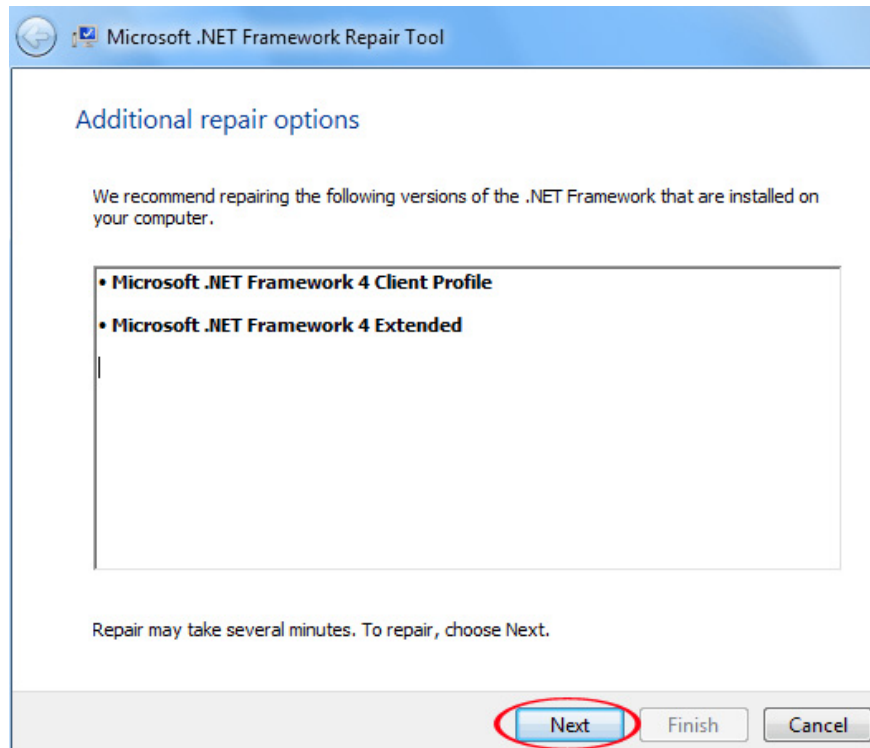 Microsoft .NET Framework Repair Tool
Additional repair options
We recommend repairing the following versions of the .NET Framework that are installed on
your computer.
• Microsoft .NET Framework 4 Client Profile
• Microsoft .NET Framework 4 Extended
Repair may take several minutes. To repair, choose Next.
Next Finish Cancel